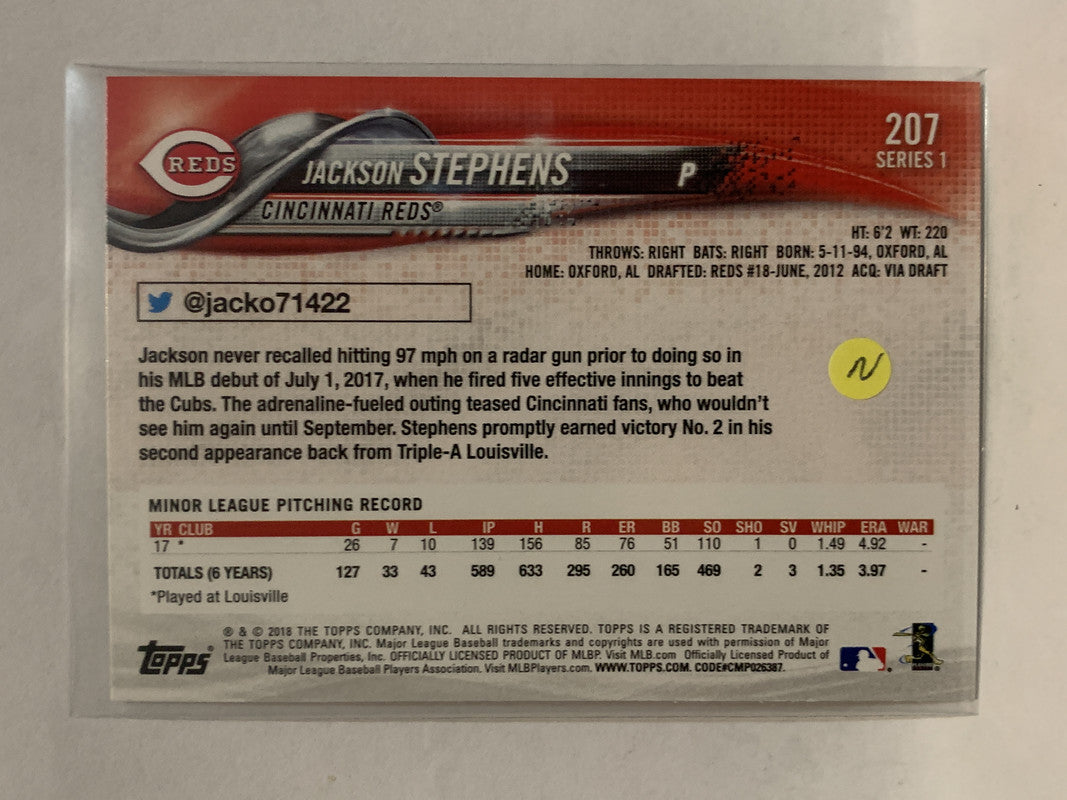 REDS
JACKSON STEPHENS P
CINCINNATI REDS®
207
SERIES 1
HT: 6'2 WT: 220
THROWS: RIGHT BATS: RIGHT BORN: 5-11-94, OXFORD, AL
HOME: OXFORD, AL DRAFTED: REDS #18-JUNE, 2012 ACQ: VIA DRAFT
@jacko71422
Jackson never recalled hitting 97 mph on a radar gun prior to doing so in
his MLB debut of July 1, 2017, when he fired five effective innings to beat
the Cubs. The adrenaline-fueled outing teased Cincinnati fans, who wouldn't
see him again until September. Stephens promptly earned victory No. 2 in his
second appearance back from Triple-A Louisville.
N
MINOR LEAGUE PITCHING RECORD
YR CLUB G W L IP H R ER BB SO SHO SV WHIP ERA WAR
17 * 26 7 10 139 156 85 76 51 110 1 0 1.49 4.92 -
TOTALS (6 YEARS) 127 33 43 589 633 295 260 165 469 2 3 1.35 3.97 -
*Played at Louisville
® & © 2018 THE TOPPS COMPANY, INC. ALL RIGHTS RESERVED. TOPPS IS A REGISTERED TRADEMARK OF
THE TOPPS COMPANY, INC. Major League Baseball trademarks and copyrights are used with permission of Major
League Baseball Properties, Inc. OFFICIALLY LICENSED PRODUCT OF MLBP. Visit MLB.com Officially Licensed Product of
Major League Baseball Players Association. Visit MLBPlayers.com. WWW.TOPPS.COM. CODE#CMP026387.
Topps®